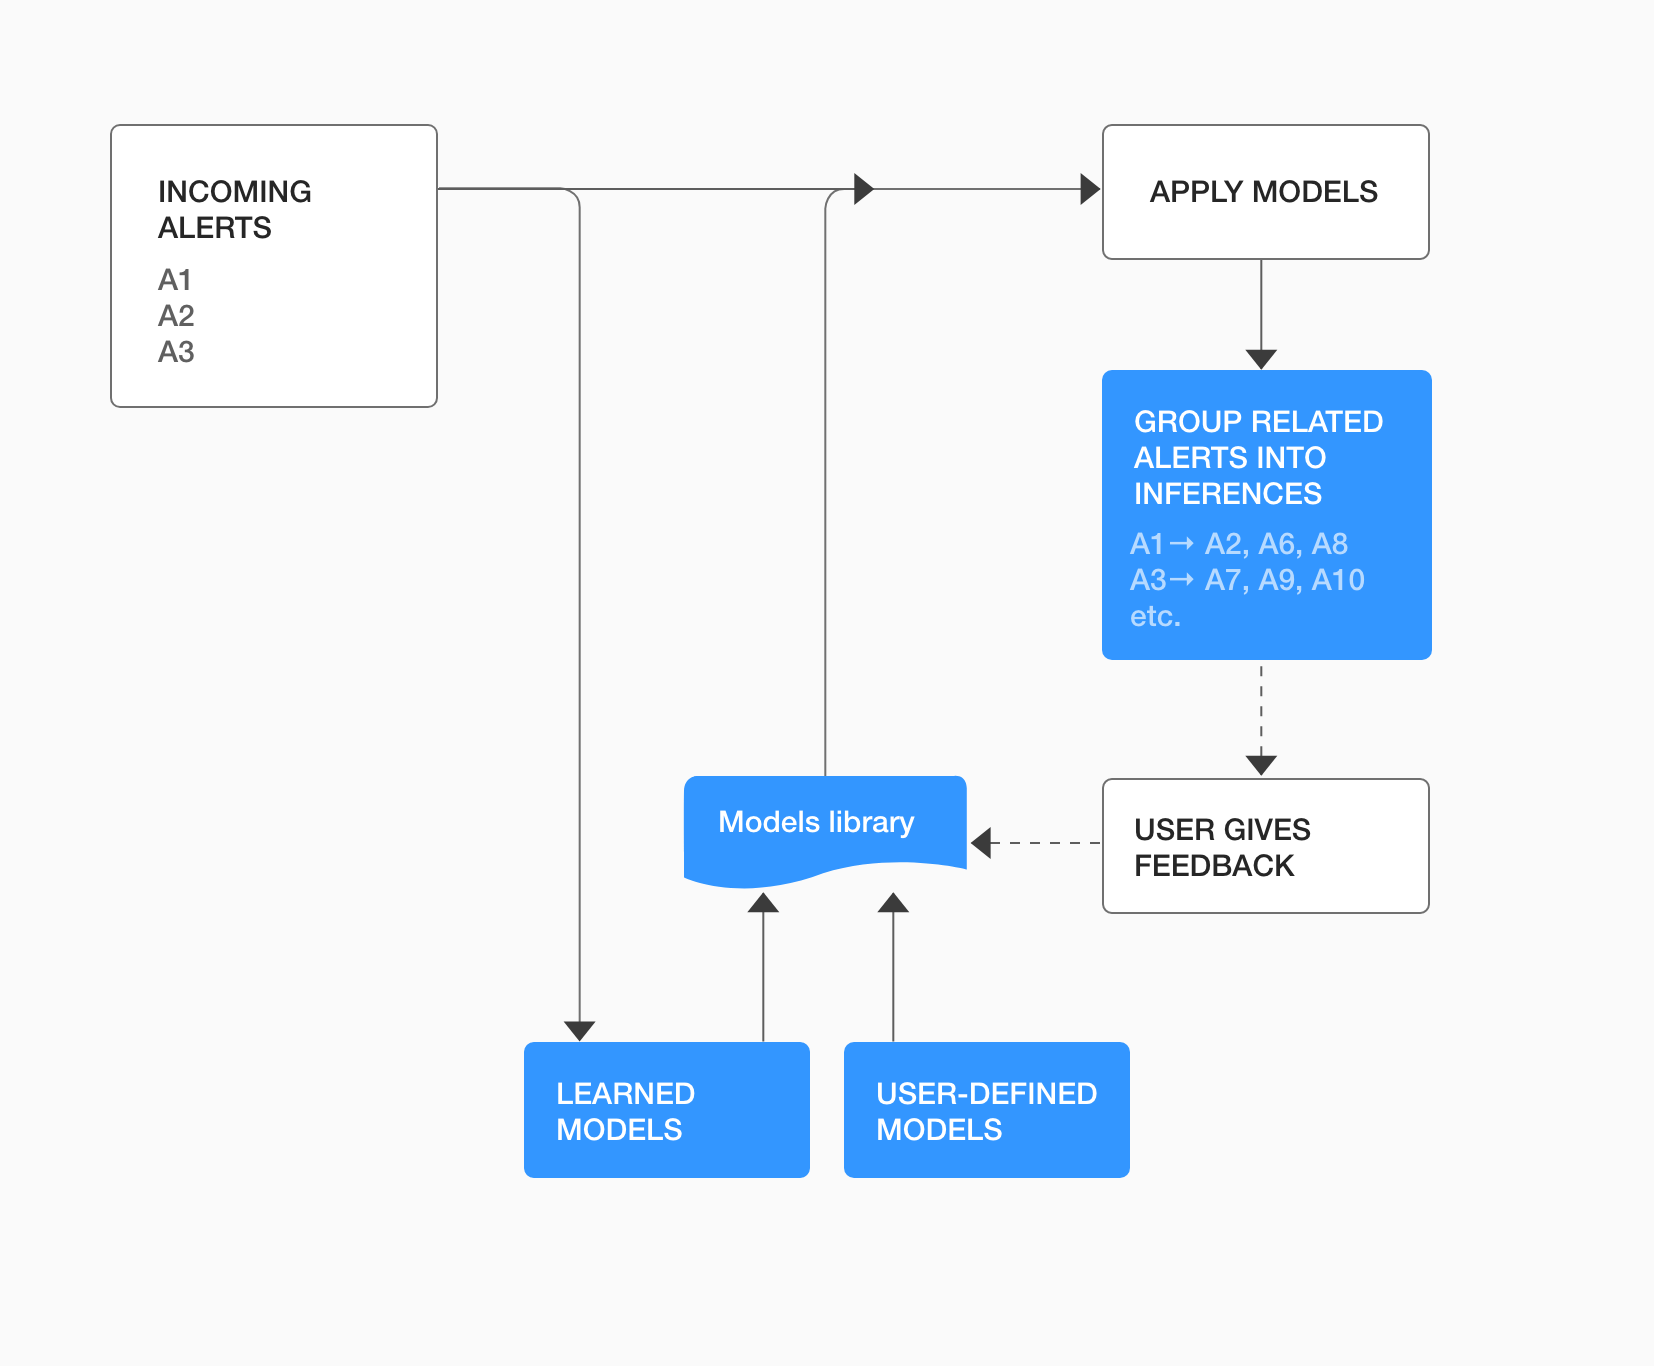 INCOMING
ALERTS
A1
A2
A3
APPLY MODELS
GROUP RELATED
ALERTS INTO
INFERENCES
A1→ A2, A6, A8
A3→ A7, A9, A10
etc.
USER GIVES
FEEDBACK
Models library
LEARNED
MODELS
USER-DEFINED
MODELS